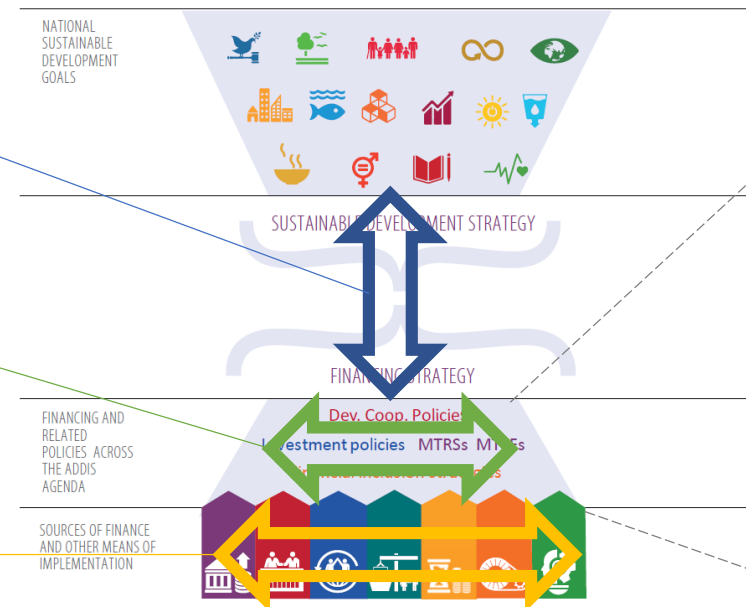 NATIONAL
SUSTAINABLE
DEVELOPMENT
GOALS
SUSTAINABLE DEVELOPMENT STRATEGY
FINANCING STRATEGY
FINANCING AND
RELATED
POLICIES ACROSS
THE ADDIS
AGENDA
Dev. Coop. Policies
Investment policies MTRSs
SOURCES OF FINANCE
AND OTHER MEANS OF
IMPLEMENTATION